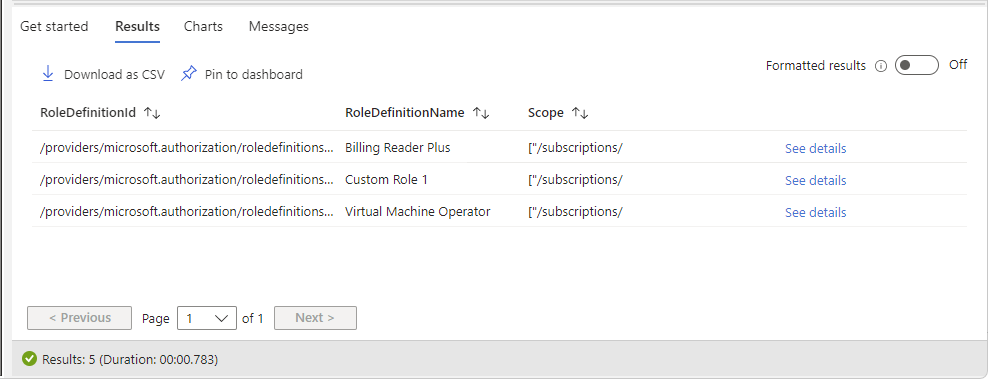 Get started Results Charts Messages
Download as CSV Pin to dashboard Formatted results Off
RoleDefinitionId RoleDefinitionName Scope
/providers/microsoft.authorization/roledefinitions... Billing Reader Plus ["/subscriptions/ See details
/providers/microsoft.authorization/roledefinitions... Custom Role 1 ["/subscriptions/ See details
/providers/microsoft.authorization/roledefinitions... Virtual Machine Operator ["/subscriptions/ See details
< Previous Page 1 of 1 Next >
Results: 5 (Duration: 00:00.783)